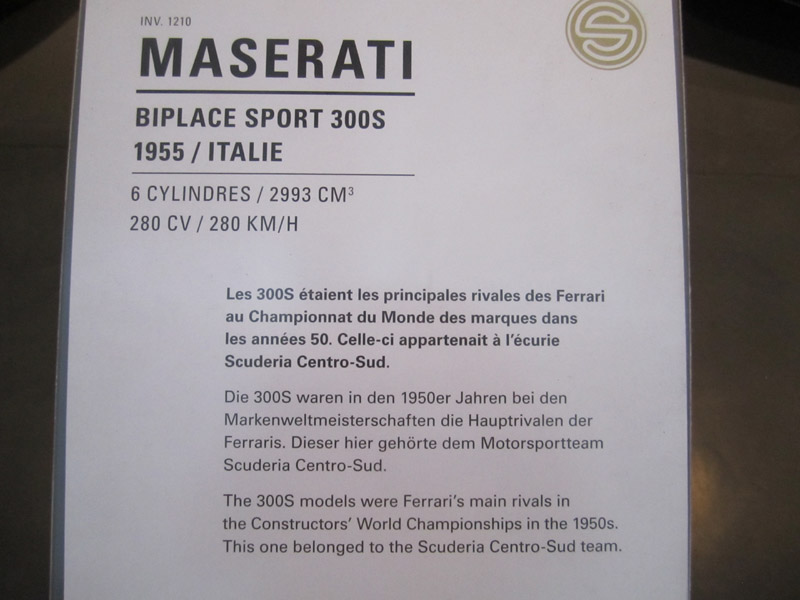 INV. 1210
MASERATI
BIPLACE SPORT 300S
1955 / ITALIE
6 CYLINDRES / 2993 CM³
280 CV / 280 KM/H
Les 300S étaient les principales rivales des Ferrari
au Championnat du Monde des marques dans
les années 50. Celle-ci appartenait à l'écurie
Scuderia Centro-Sud.
Die 300S waren in den 1950er Jahren bei den
Markenweltmeisterschaften die Hauptrivalen der
Ferraris. Dieser hier gehörte dem Motorsportteam
Scuderia Centro-Sud.
The 300S models were Ferrari's main rivals in
the Constructors' World Championships in the 1950s.
This one belonged to the Scuderia Centro-Sud team.